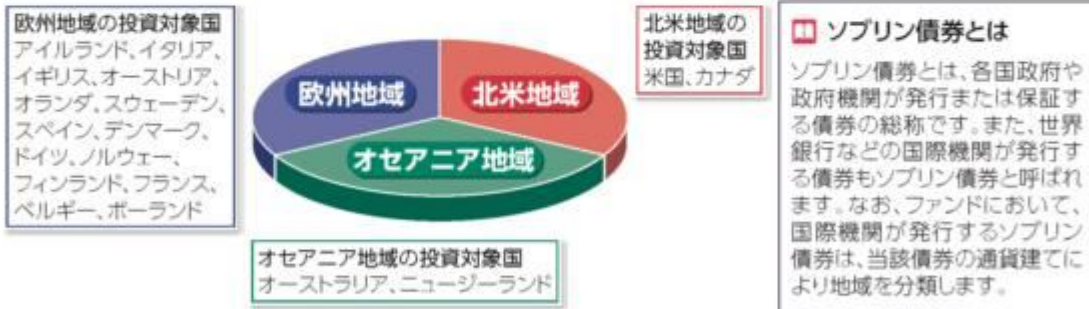 欧州地域の投資対象国
アイルランド、イタリア、
イギリス、オーストリア、
オランダ、スウェーデン、
スペイン、デンマーク、
ドイツ、ノルウェー、
フィンランド、フランス、
ベルギー、ポーランド
欧州地域
北米地域
オセアニア地域
北米地域の
投資対象国
米国、カナダ
オセアニア地域の投資対象国
オーストラリア、ニュージーランド
ソブリン債券とは
ソブリン債券とは、各国政府や
政府機関が発行または保証す
る債券の総称です。また、世界
銀行などの国際機関が発行す
る債券もソブリン債券と呼ばれ
ます。なお、ファンドにおいて、
国際機関が発行するソブリン
債券は、当該債券の通貨建てに
より地域を分類します。